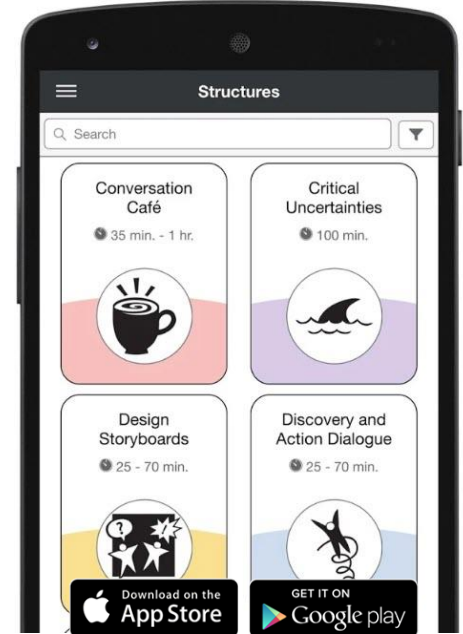 Structures
Search
Conversation
Café
35 min. - 1 hr.
Critical
Uncertainties
100 min.
Design
Storyboards
25 - 70 min.
Discovery and
Action Dialogue
25 - 70 min.
?
!
Download on the
App Store
GET IT ON
Google play